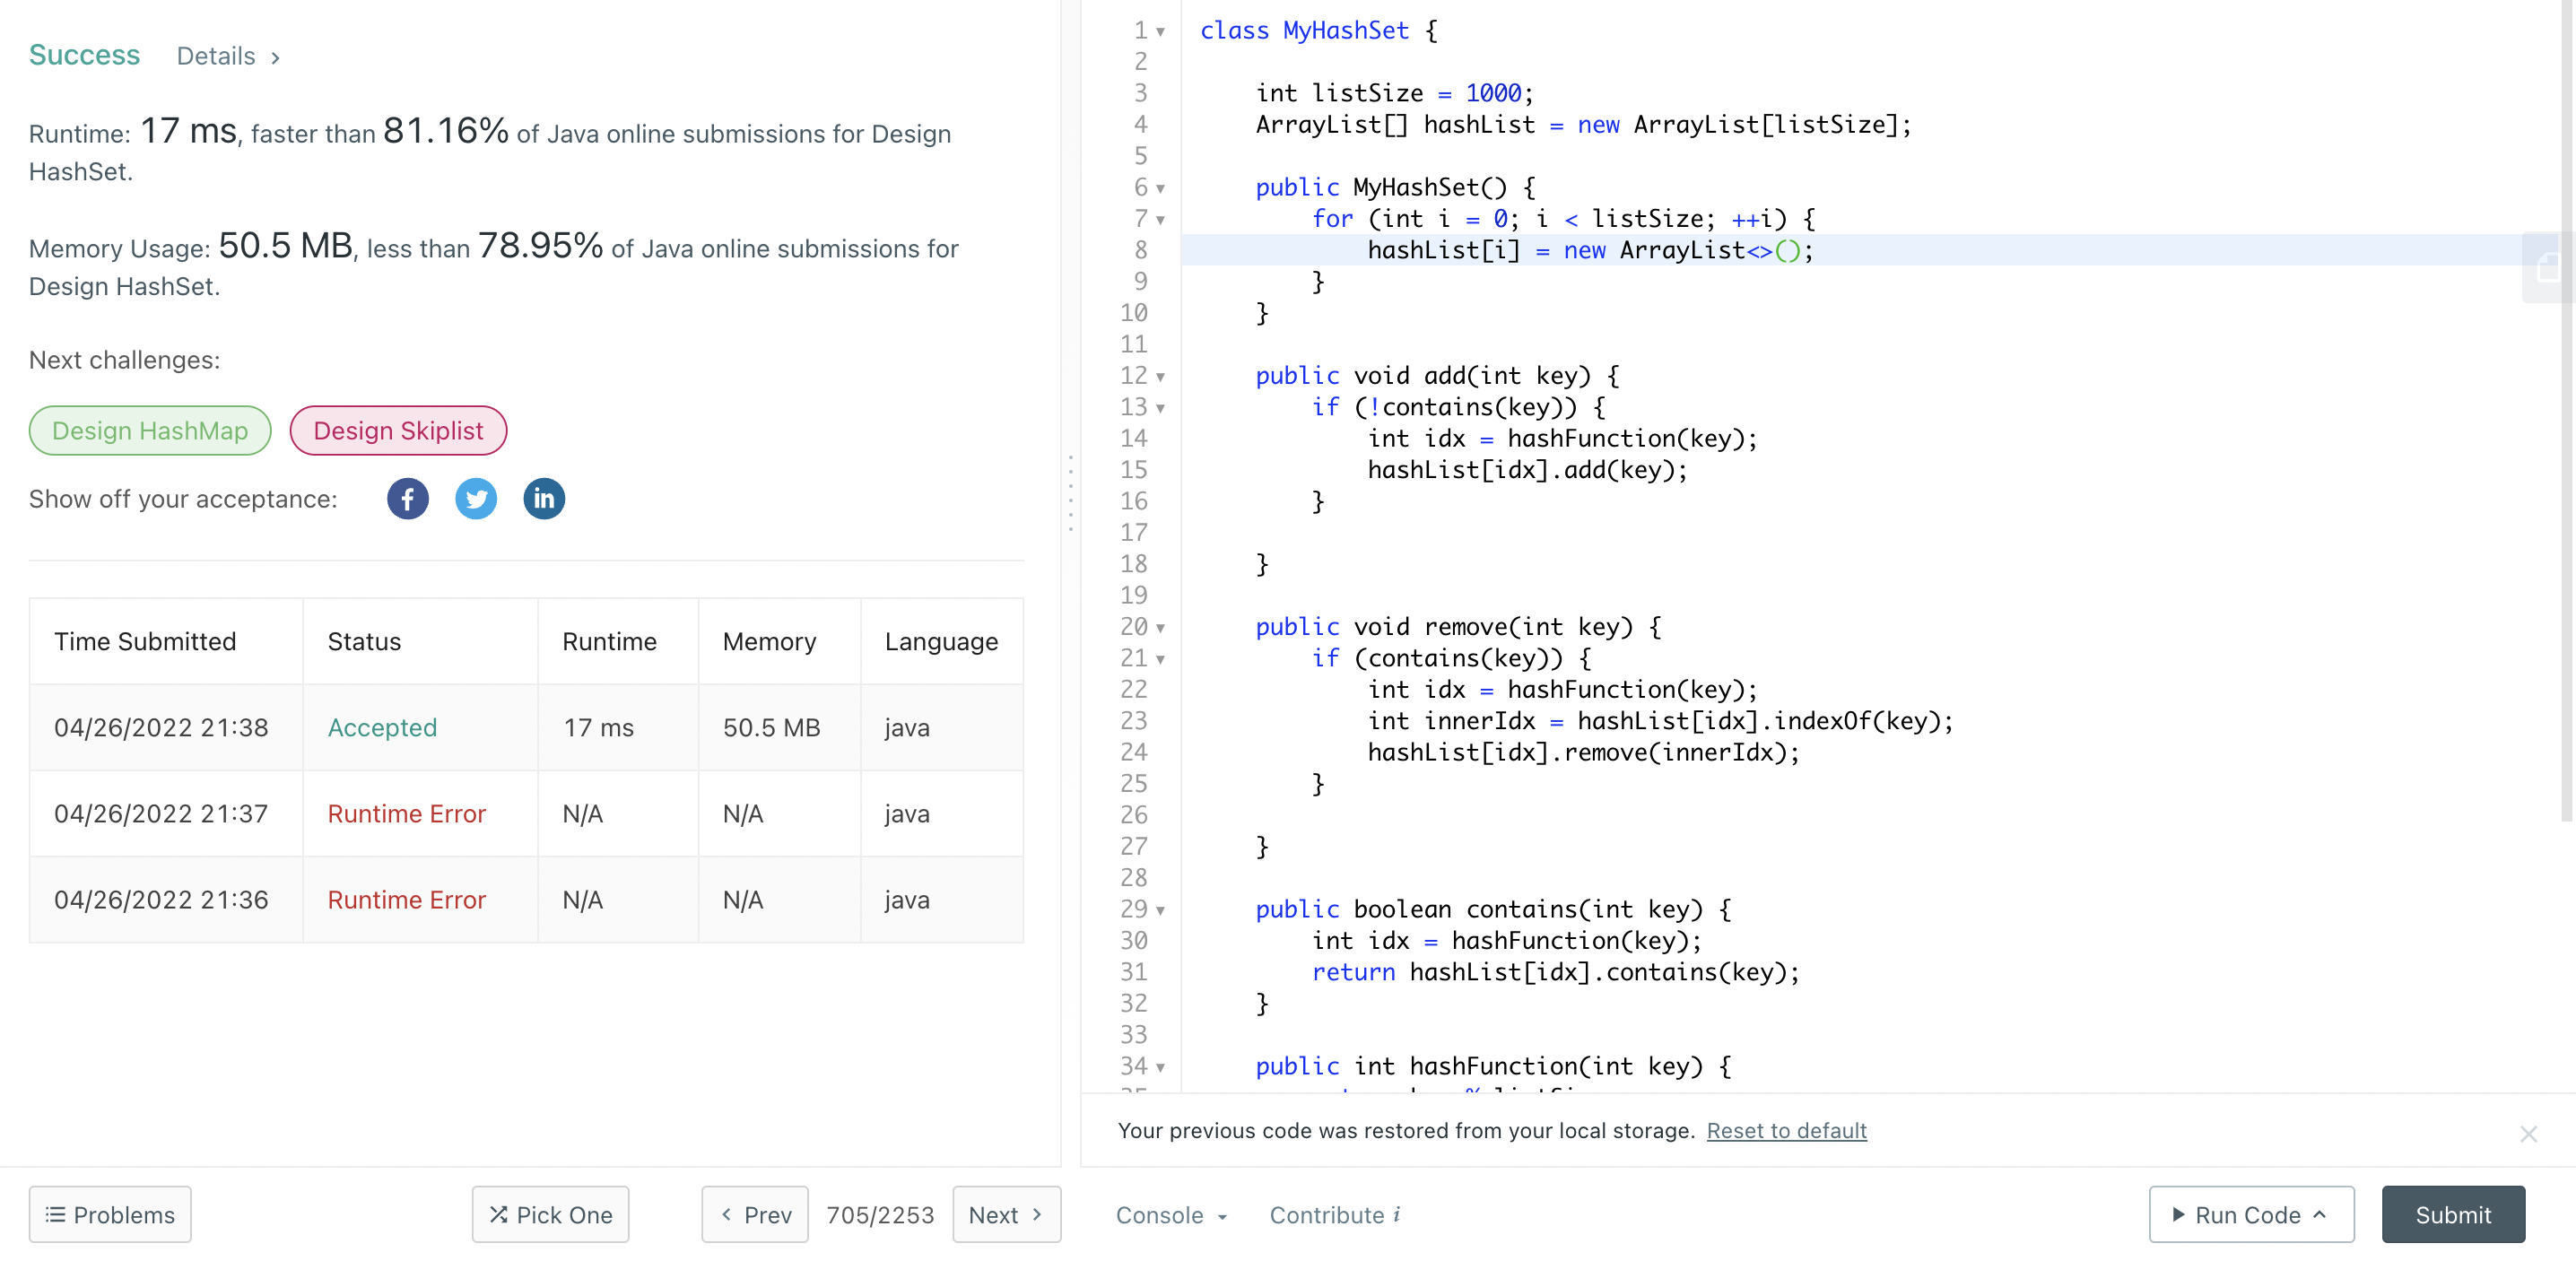 Success Details
Runtime: 17 ms, faster than 81.16% of Java online submissions for Design
HashSet.
Memory Usage: 50.5 MB, less than 78.95% of Java online submissions for
Design HashSet.
Next challenges:
Design HashMap Design Skiplist
Show off your acceptance:
Time Submitted Status Runtime Memory Language
04/26/2022 21:38 Accepted 17 ms 50.5 MB java
04/26/2022 21:37 Runtime Error N/A N/A java
04/26/2022 21:36 Runtime Error N/A N/A java
Problems Pick One Prev 705/2253 Next
1 class MyHashSet {
2
3 int listSize = 1000;
4 ArrayList[] hashList = new ArrayList[listSize];
5
6 public MyHashSet() {
7 for (int i = 0; i < listSize; ++i) {
8 hashList[i] = new ArrayList<>();
9 }
10 }
11
12 public void add(int key) {
13 if (!contains(key)) {
14 int idx = hashFunction(key);
15 hashList[idx].add(key);
16 }
17
18 }
19
20 public void remove(int key) {
21 if (contains(key)) {
22 int idx = hashFunction(key);
23 int innerIdx = hashList[idx].indexOf(key);
24 hashList[idx].remove(innerIdx);
25 }
26
27 }
28
29 public boolean contains(int key) {
30 int idx = hashFunction(key);
31 return hashList[idx].contains(key);
32 }
33
34 public int hashFunction(int key) {
Your previous code was restored from your local storage. Reset to default
Console Contribute i Run Code Submit